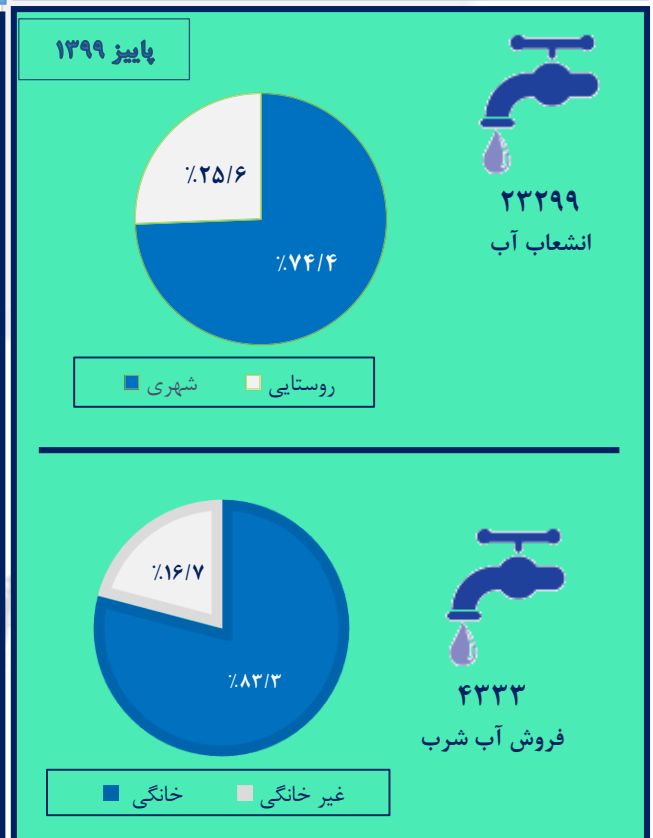 پاییز ۱۳۹۹
٪۲۵/۶
٪۷۴/۴
۲۳۲۹۹
انشعاب آب
روستایی
شهری
٪۱۶/۷
٪۸۳/۳
۴۳۳۳
فروش آب شرب
غیر خانگی
خانگی